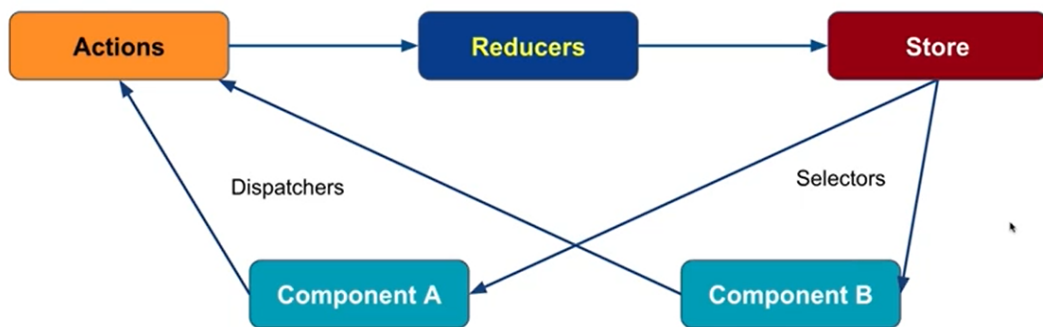 Actions
Reducers
Store
Dispatchers
Selectors
Component A
Component B